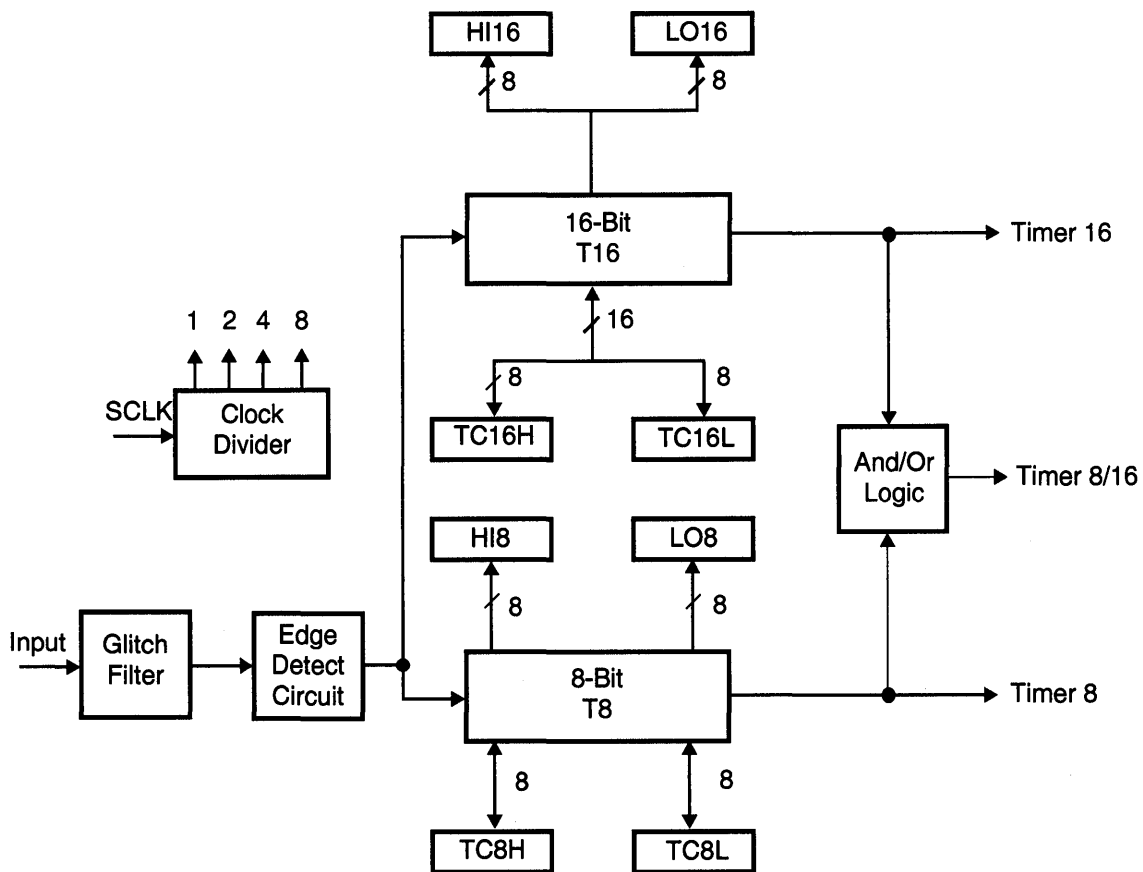 HI16
LO16
8
8
16-Bit
T16
Timer 16
16
1
2
4
8
8
8
SCLK
Clock
Divider
TC16H
TC16L
And/Or
Logic
Timer 8/16
HI8
LO8
8
8
Input
Glitch
Filter
Edge
Detect
Circuit
8-Bit
T8
Timer 8
8
8
TC8H
TC8L